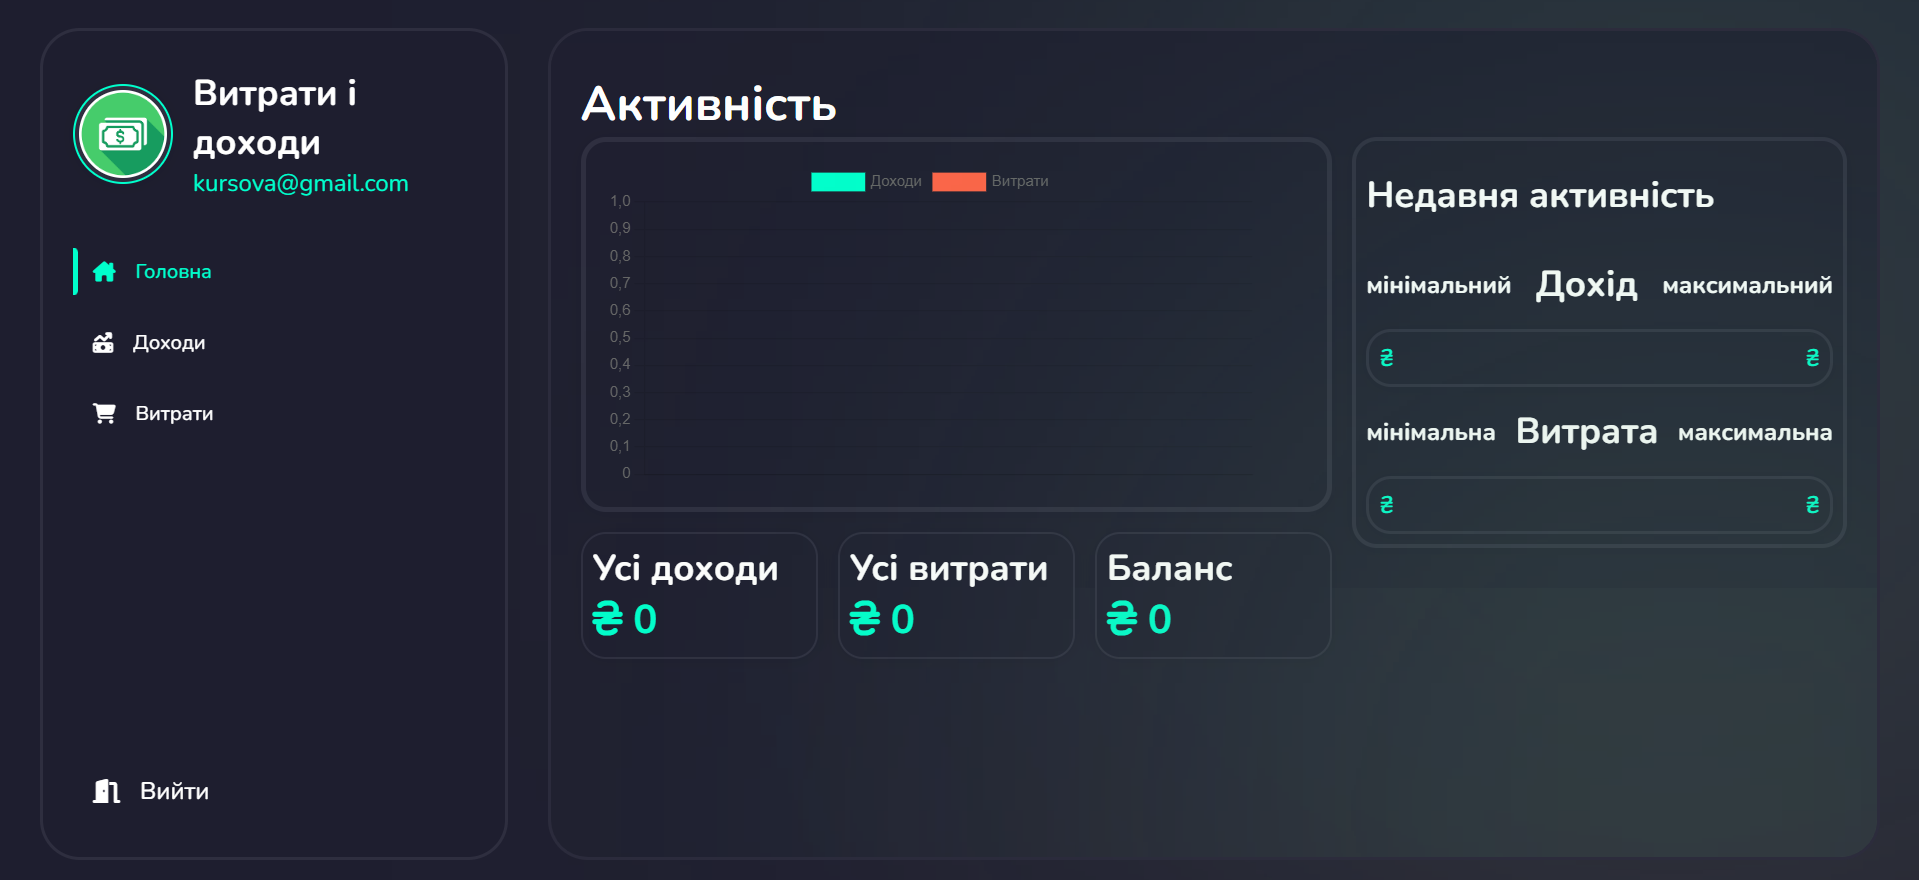 Витрати і
доходи
kursova@gmail.com
Головна
Доходи
Витрати
Вийти
Активність
Доходи Витрати
1,0
0,9
0,8
0,7
0,6
0,5
0,4
0,3
0,2
0,1
0
Усі доходи
₴ 0
Усі витрати
₴ 0
Баланс
₴ 0
Недавня активність
мінімальний Дохід максимальний
₴ ₴
мінімальна Витрата максимальна
₴ ₴